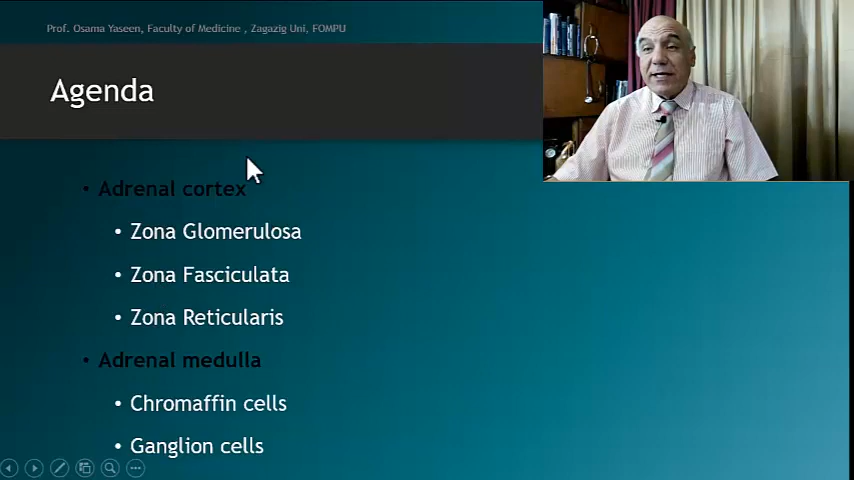 Prof. Osama Yaseen, Faculty of Medicine , Zagazig Uni, FOMPU
Agenda
• Adrenal cortex
• Zona Glomerulosa
• Zona Fasciculata
• Zona Reticularis
• Adrenal medulla
• Chromaffin cells
• Ganglion cells